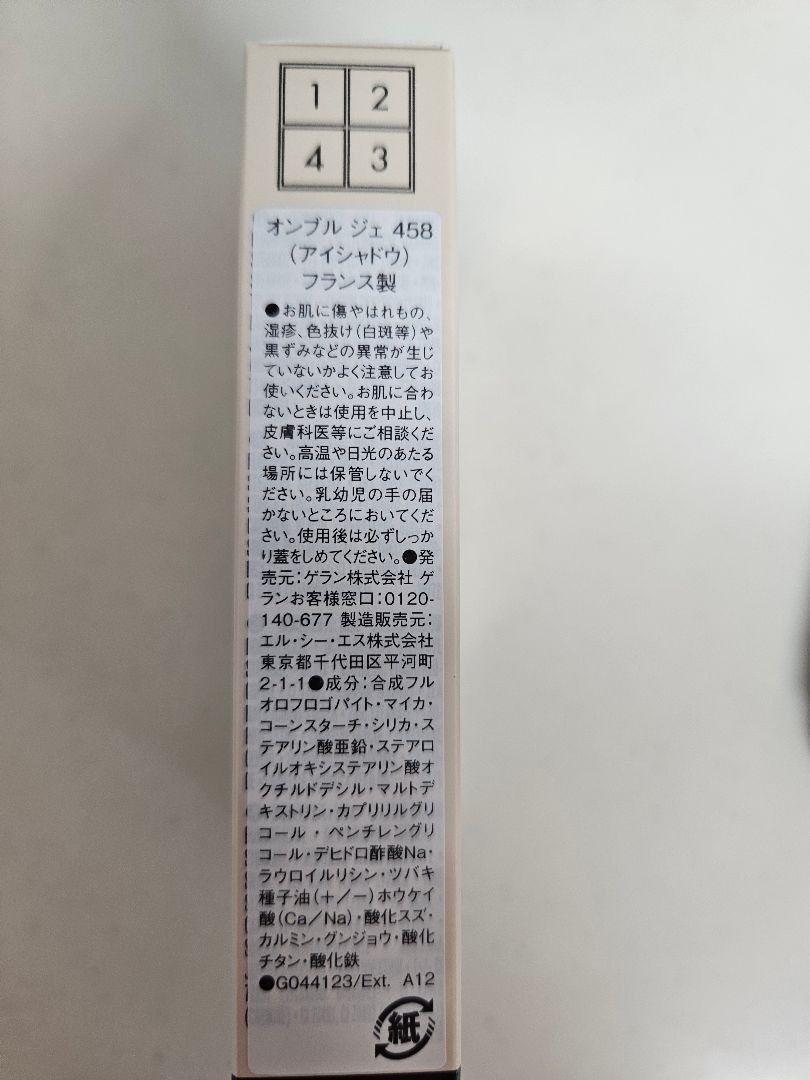 1 2
4 3
オンブル ジェ 458
(アイシャドウ)
フランス製
●お肌に傷やはれもの、
湿疹、色抜け(白斑等)や
黒ずみなどの異常が生じ
ていないかよく注意してお
使いください。お肌に合わ
ないときは使用を中止し、
皮膚科医等にご相談くだ
さい。高温や日光のあたる
場所には保管しないでく
ださい。乳幼児の手の届
かないところにおいてくだ
さい。使用後は必ずしっか
り蓋をしめてください。●発
売元:ゲラン株式会社 ゲ
ランお客様窓口:0120-
140-677 製造販売元:
エル・シー・エス株式会社
東京都千代田区平河町
2-1-1●成分:合成フル
オロフロゴパイト・マイカ・
コーンスターチ・シリカ・ス
テアリン酸亜鉛・ステアロ
イルオキシステアリン酸オ
クチルドデシル・マルトデ
キストリン・カプリリルグリ
コール・ペンチレングリ
コール・デヒドロ酢酸Na・
ラウロイルリシン・ツバキ
種子油(+/-)ホウケイ
酸(Ca/Na)・酸化スズ・
カルミン・グンジョウ・酸化
チタン・酸化鉄
●G044123/Ext. A12
紙